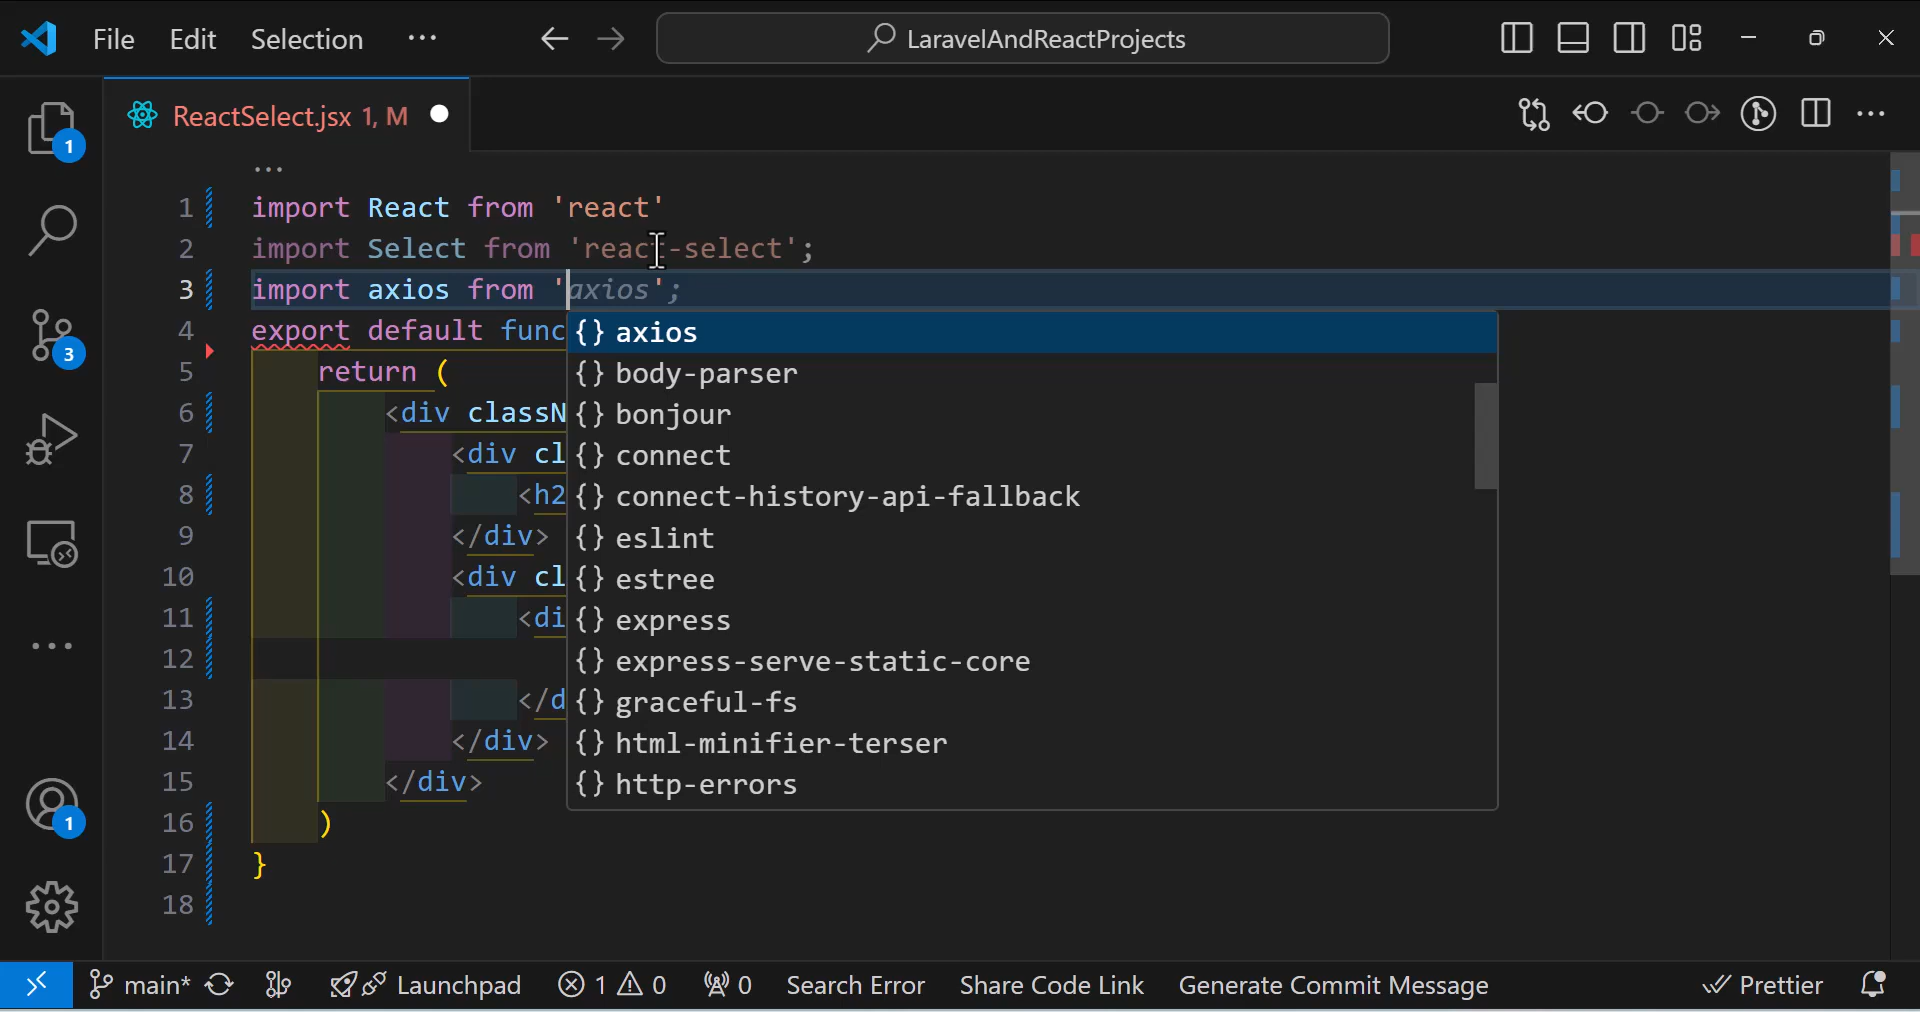 File Edit Selection ··· LaravelAndReactProjects
ReactSelect.jsx 1, M
1 import React from 'react'
2 import Select from 'react-select';
3 import axios from 'axios';
4 export default func
5 return (
6 <div classN
7 <div cl
8 <h2
9 </div>
10 <div cl
11 <di
12
13 </d
14 </div>
15 </div>
16 )
17 }
18
{} axios
{} body-parser
{} bonjour
{} connect
{} connect-history-api-fallback
{} eslint
{} estree
{} express
{} express-serve-static-core
{} graceful-fs
{} html-minifier-terser
{} http-errors
1
3
1
main* Launchpad 1 0 0 Search Error Share Code Link Generate Commit Message Prettier